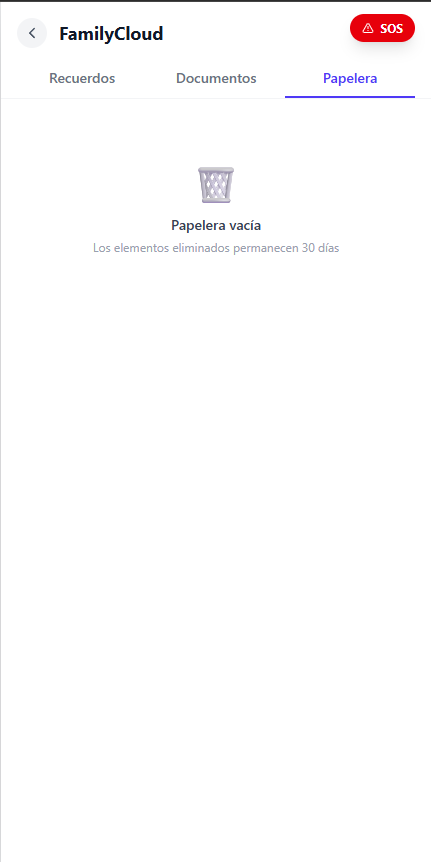 FamilyCloud
SOS
Recuerdos
Documentos
Papelera
Papelera vacía
Los elementos eliminados permanecen 30 días